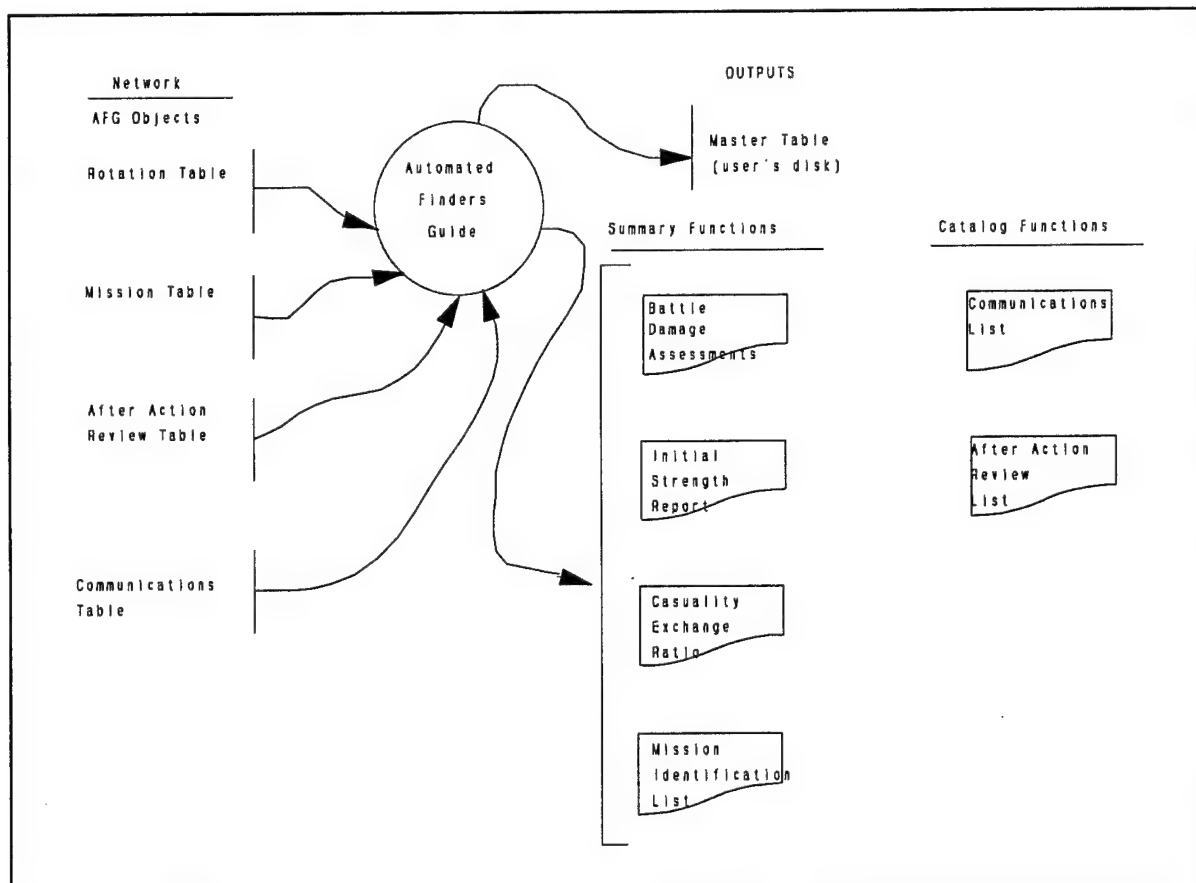 Network
AFG Objects
Rotation Table
Mission Table
After Action
Review Table
Communications
Table
Automated
Finders
Guide
OUTPUTS
Master Table
(user's disk)
Summary Functions
Battle
Damage
Assessments
Initial
Strength
Report
Casuality
Exchange
Ratio
Mission
Identification
List
Catalog Functions
Communications
List
After Action
Review
List